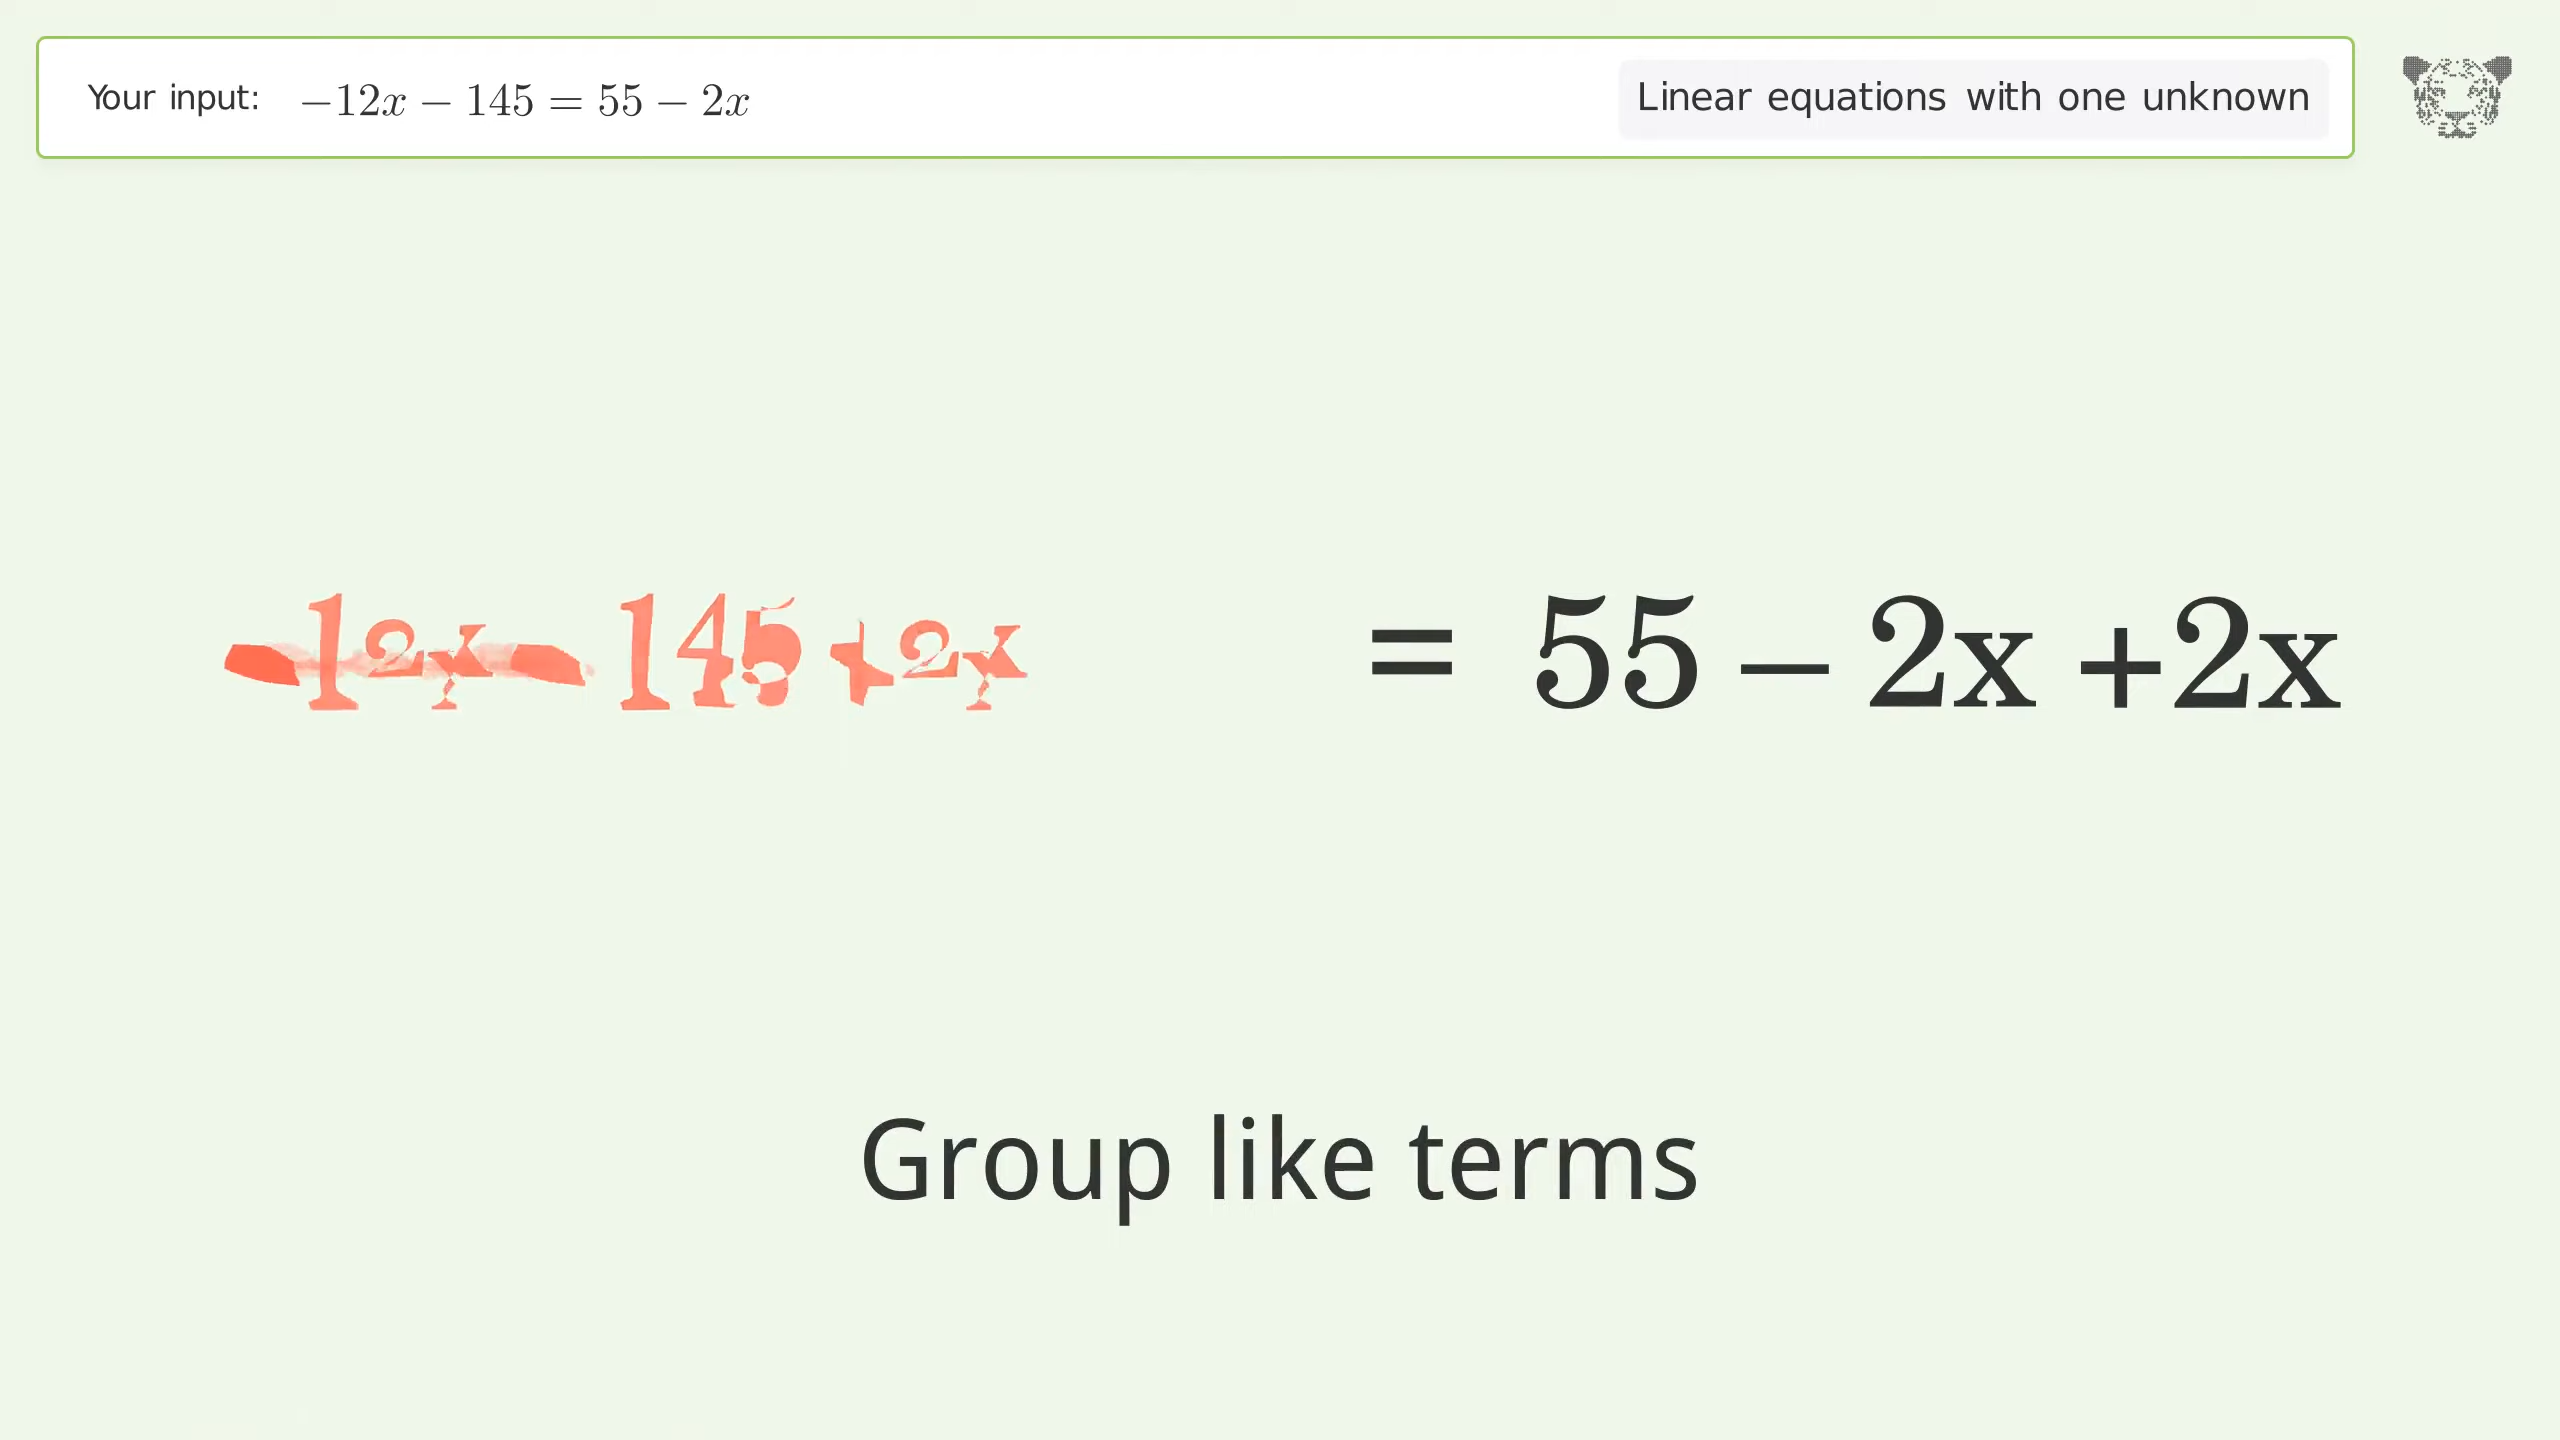 Your input: −12x − 145 = 55 − 2x
Linear equations with one unknown
−12x − 145 +2x = 55 − 2x +2x
Group like terms